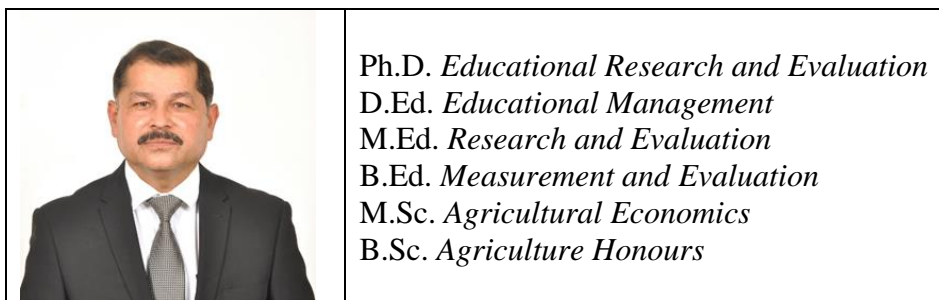 Ph.D. Educational Research and Evaluation
D.Ed. Educational Management
M.Ed. Research and Evaluation
B.Ed. Measurement and Evaluation
M.Sc. Agricultural Economics
B.Sc. Agriculture Honours